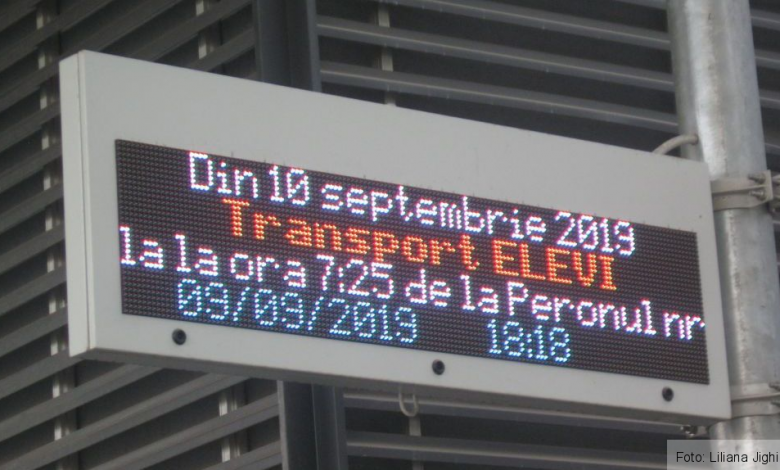 Din 10 septembrie 2019
Transport ELEVI
la la ora 7:25 de la Peronul nr
09/09/2019 18:18
Foto: Liliana Jighi